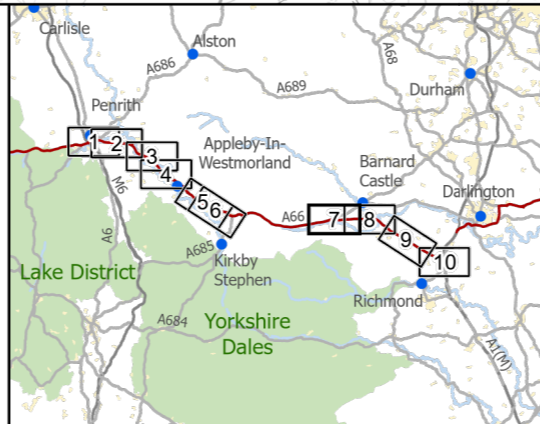 Carlisle
Alston
A686
A689
A68
Durham
Penrith
1
2
3
4
5
6
Appleby-In-
Westmorland
Barnard
Castle
Darlington
M6
A6
A66
7
8
9
10
A685
Kirkby
Stephen
Lake District
Richmond
A684
Yorkshire
Dales
A1(M)